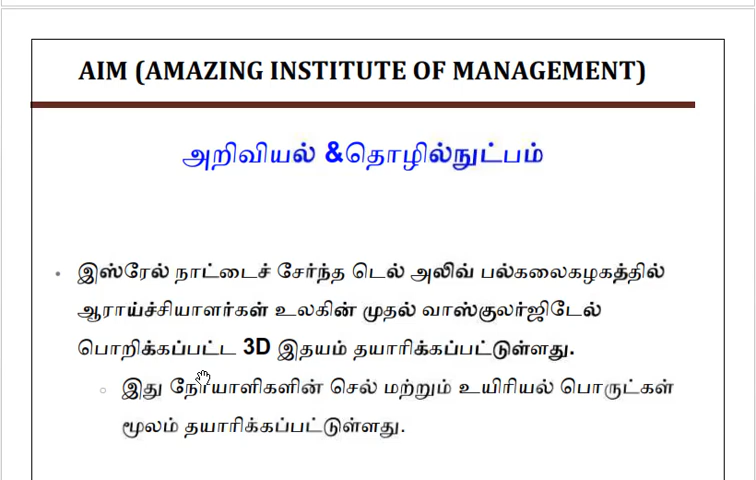 AIM (AMAZING INSTITUTE OF MANAGEMENT)
அறிவியல் &தொழில்நுட்பம்
இஸ்ரேல் நாட்டைச் சேர்ந்த டெல் அவிவ் பல்கலைகழகத்தில்
ஆராய்ச்சியாளர்கள் உலகின் முதல் வாஸ்குலர்ஜிடேல்
பொறிக்கப்பட்ட 3D இதயம் தயாரிக்கப்பட்டுள்ளது.
இது நோயாளிகளின் செல் மற்றும் உயிரியல் பொருட்கள்
மூலம் தயாரிக்கப்பட்டுள்ளது.